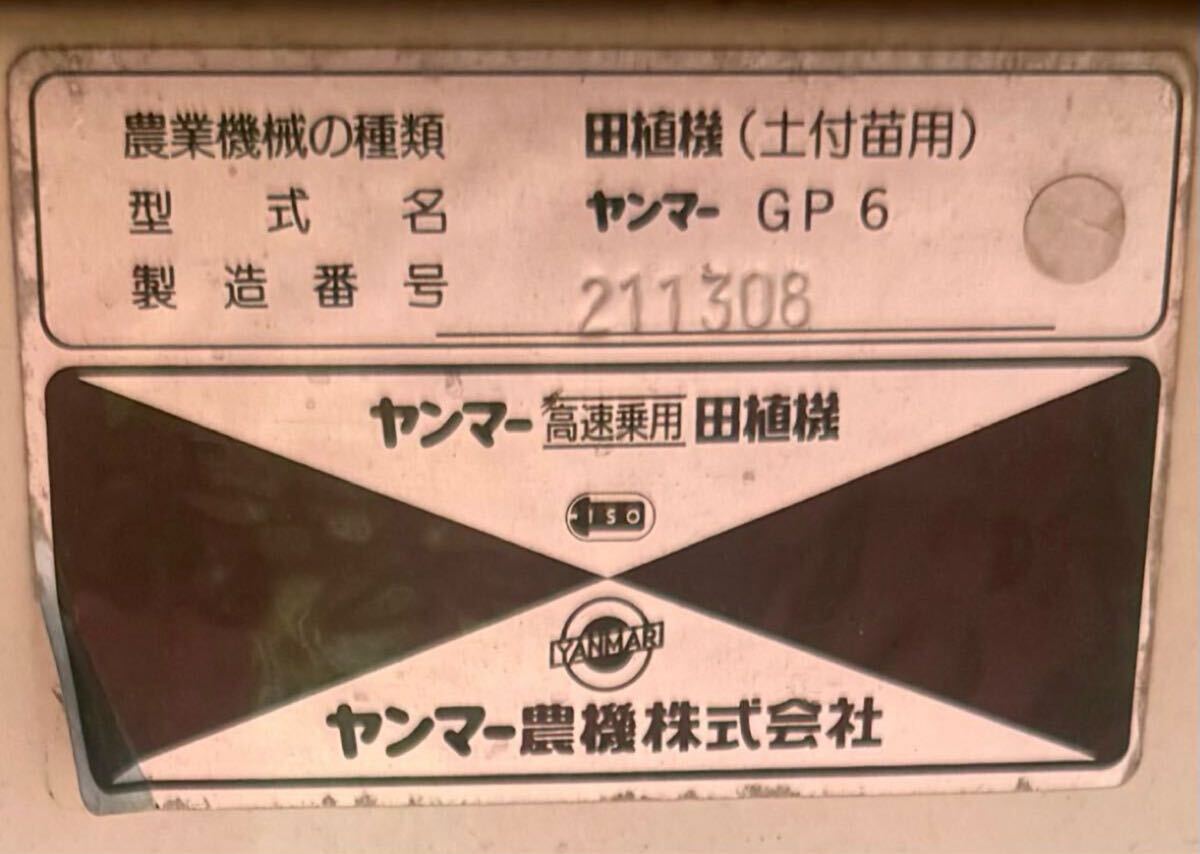 農業機械の種類 田植機(土付苗用)
型式名 ヤンマー GP6
製造番号 211308
ヤンマー高速乗用田植機
ISO
YANMAR
ヤンマー農機株式会社